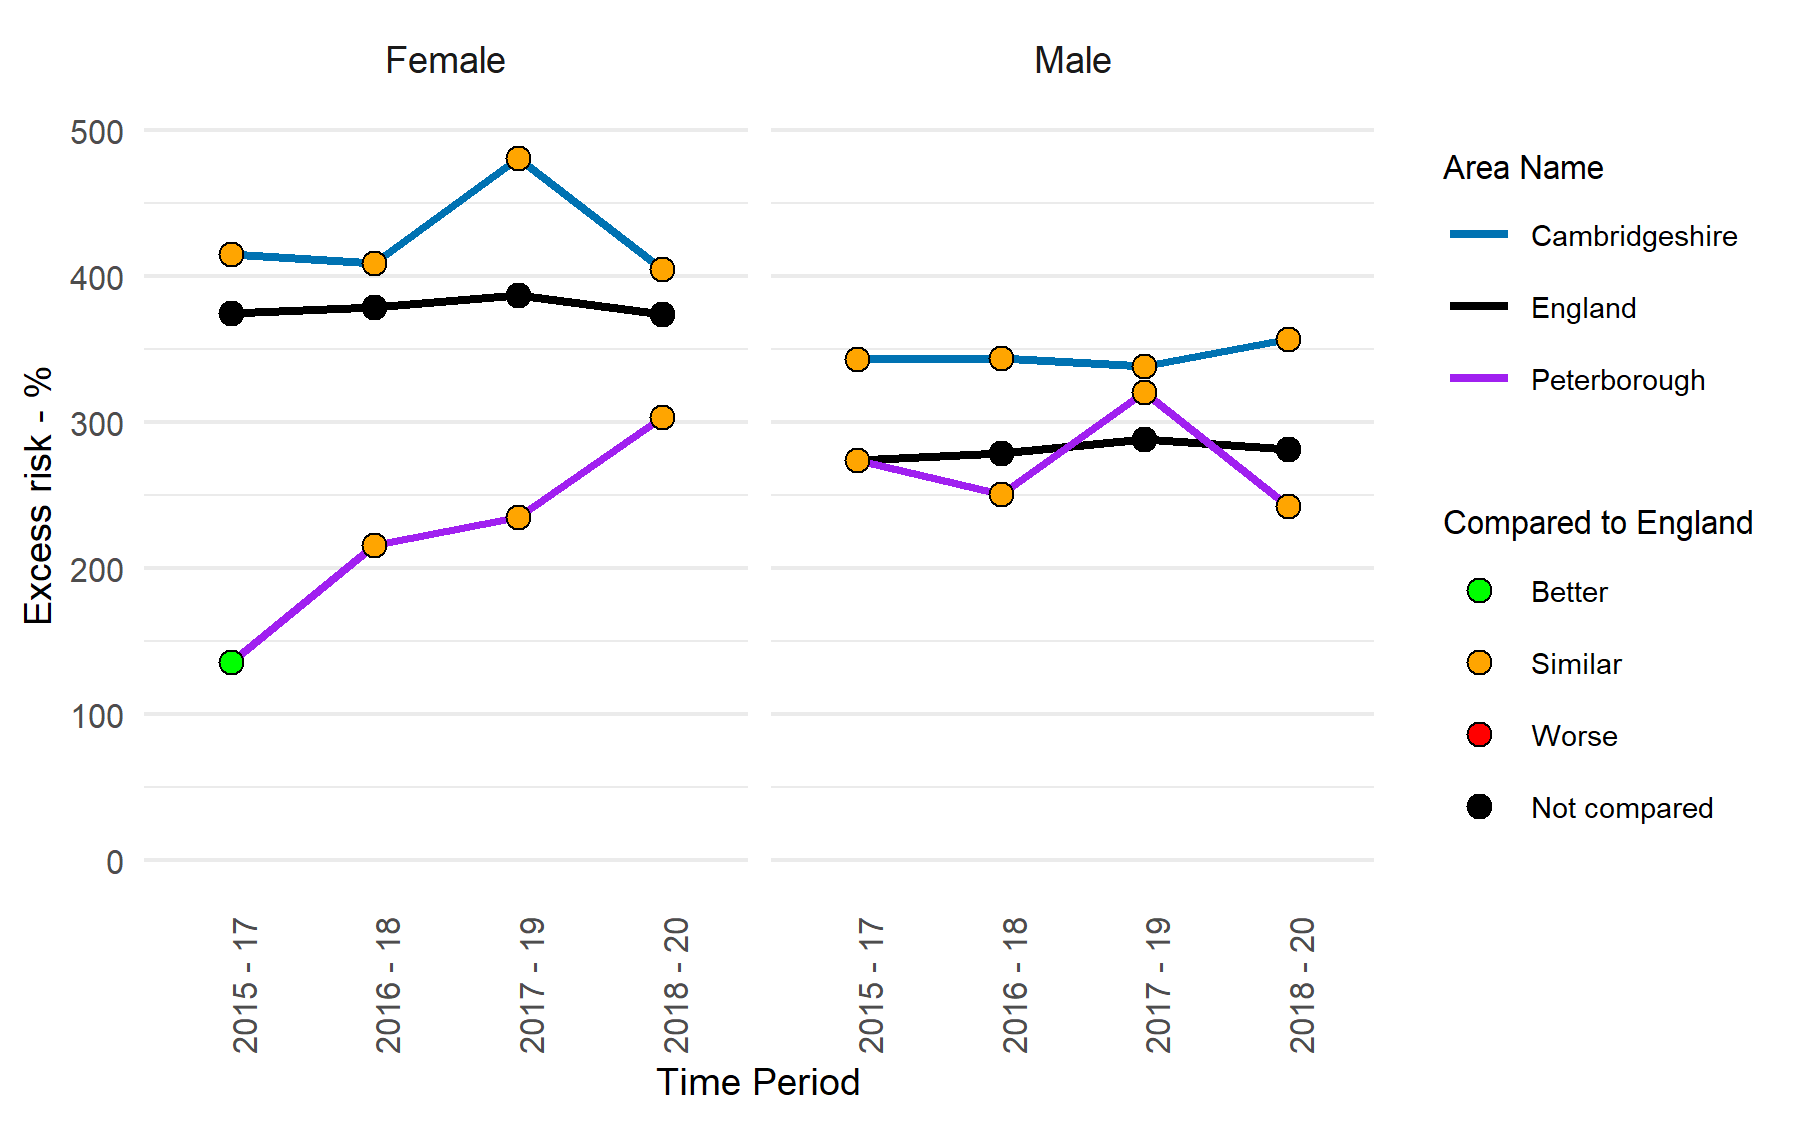 Female
Male
500
400
300
200
100
0
Excess risk - %
2015 - 17
2016 - 18
2017 - 19
2018 - 20
2015 - 17
2016 - 18
2017 - 19
2018 - 20
Time Period
Area Name
Cambridgeshire
England
Peterborough
Compared to England
Better
Similar
Worse
Not compared